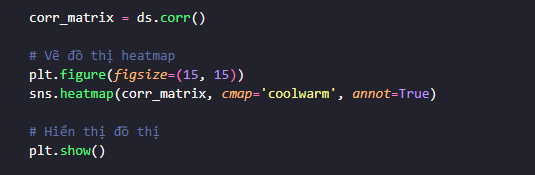 corr_matrix = ds.corr()
# Vẽ đồ thị heatmap
plt.figure(figsize=(15, 15))
sns.heatmap(corr_matrix, cmap='coolwarm', annot=True)
# Hiển thị đồ thị
plt.show()